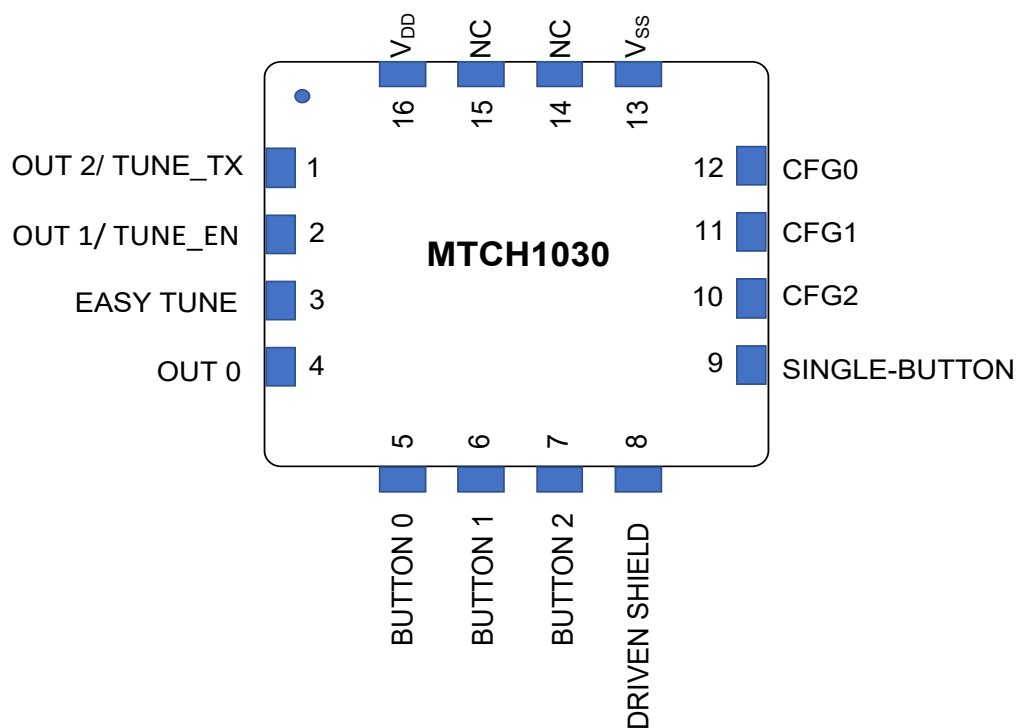 V_DD
NC
NC
V_SS
16
15
14
13
OUT 2/ TUNE_TX
1
12
CFG0
OUT 1/ TUNE_EN
2
11
CFG1
MTCH1030
EASY TUNE
3
10
CFG2
OUT 0
4
9
SINGLE-BUTTON
5
6
7
8
BUTTON 0
BUTTON 1
BUTTON 2
DRIVEN SHIELD